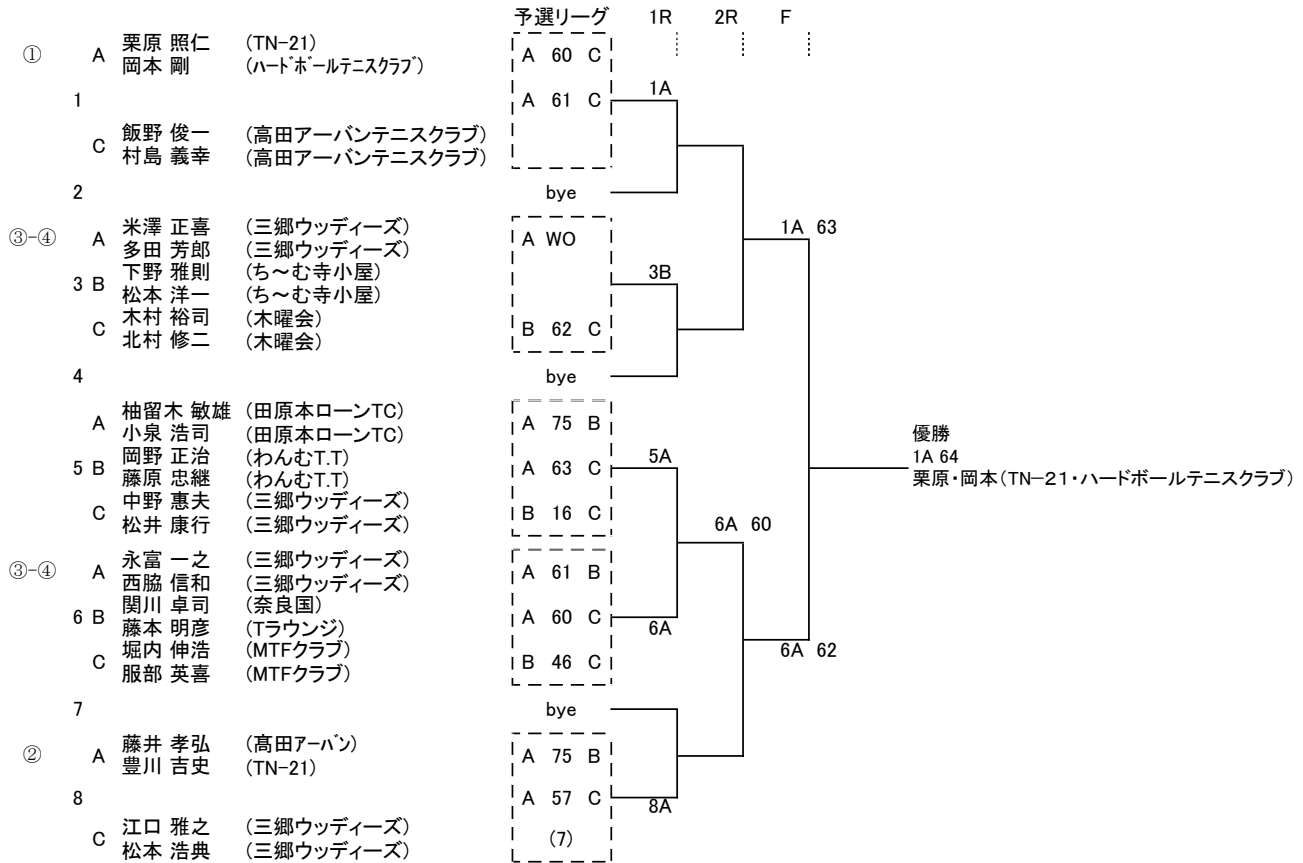 予選リーグ 1R 2R F
① A 栗原 照仁 (TN-21) A 60 C
岡本 剛 (ﾊｰﾄﾞﾎﾞｰﾙﾃﾆｽｸﾗﾌﾞ)
1 A 61 C 1A
C 飯野 俊一 (高田アーバンテニスクラブ)
村島 義幸 (高田アーバンテニスクラブ)
2 bye
③-④ A 米澤 正喜 (三郷ウッディーズ) A WO 1A 63
多田 芳郎 (三郷ウッディーズ)
3 B 下野 雅則 (ち～む寺小屋) 3B
松本 洋一 (ち～む寺小屋)
C 木村 裕司 (木曜会) B 62 C
北村 修二 (木曜会)
4 bye
A 柚留木 敏雄 (田原本ローンTC) A 75 B
小泉 浩司 (田原本ローンTC)
優勝
1A 64
栗原・岡本(TN-21・ハードボールテニスクラブ)
5 B 岡野 正治 (わんむT.T) A 63 C 5A
藤原 忠継 (わんむT.T)
C 中野 惠夫 (三郷ウッディーズ) B 16 C
松井 康行 (三郷ウッディーズ)
6A 60
③-④ A 永富 一之 (三郷ウッディーズ) A 61 B
西脇 信和 (三郷ウッディーズ)
6 B 関川 卓司 (奈良国) A 60 C 6A
藤本 明彦 (Tラウンジ)
C 堀内 伸浩 (MTFクラブ) B 46 C 6A 62
服部 英喜 (MTFクラブ)
7 bye
② A 藤井 孝弘 (髙田ｱｰﾊﾞﾝ) A 75 B
豊川 吉史 (TN-21)
8 A 57 C 8A
C 江口 雅之 (三郷ウッディーズ) (7)
松本 浩典 (三郷ウッディーズ)